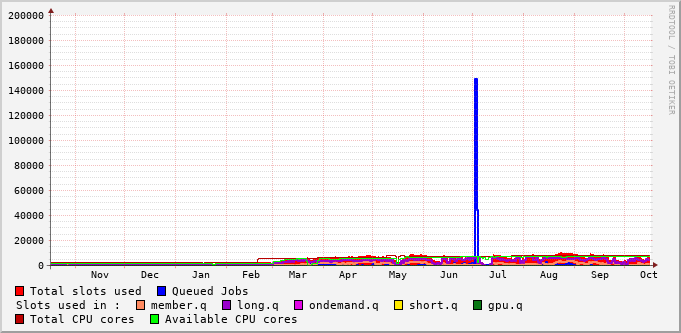 200000
180000
160000
140000
120000
100000
80000
60000
40000
20000
0
Nov Dec Jan Feb Mar Apr May Jun Jul Aug Sep Oct
Total slots used Queued Jobs
Slots used in : member.q long.q ondemand.q short.q gpu.q
Total CPU cores Available CPU cores
RRDTOOL / TOBI OETIKER